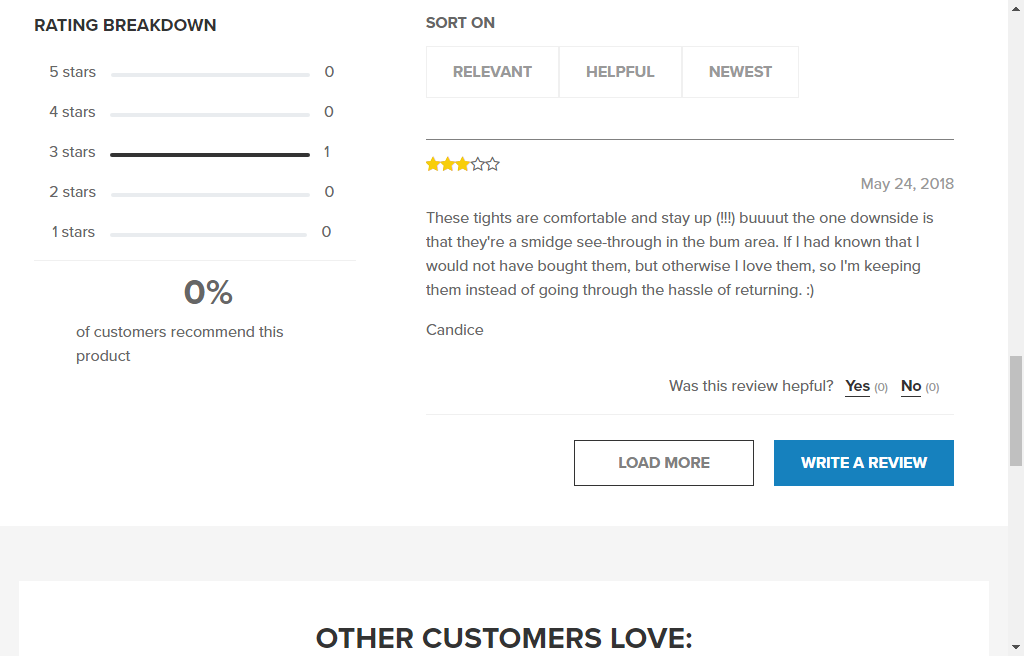 RATING BREAKDOWN
5 stars 0
4 stars 0
3 stars 1
2 stars 0
1 stars 0
0%
of customers recommend this
product
SORT ON
RELEVANT HELPFUL NEWEST
May 24, 2018
These tights are comfortable and stay up (!!!) buuuut the one downside is
that they're a smidge see-through in the bum area. If I had known that I
would not have bought them, but otherwise I love them, so I'm keeping
them instead of going through the hassle of returning. :)
Candice
Was this review hepful? Yes (0) No (0)
LOAD MORE WRITE A REVIEW
OTHER CUSTOMERS LOVE: